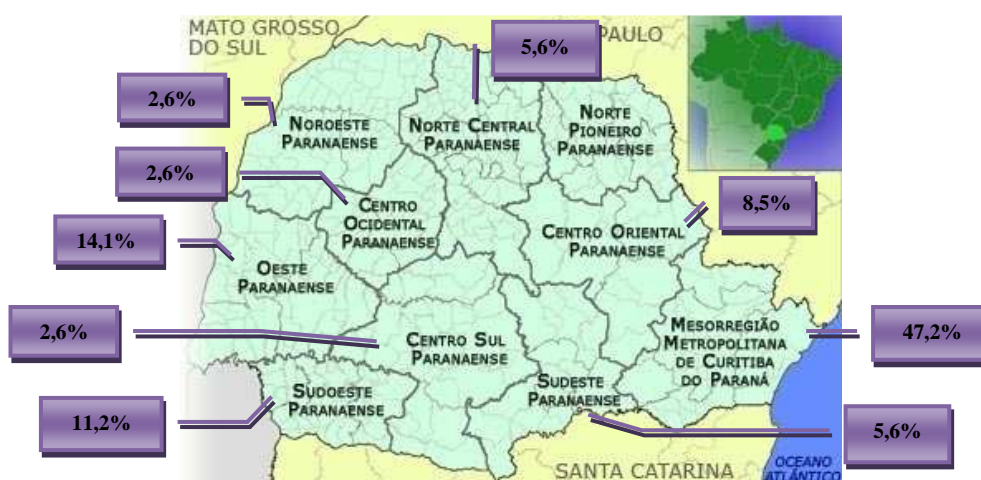 MATO GROSSO
DO SUL
5,6%
PAULO
2,6%
NOROESTE
PARANAENSE
NORTE CENTRAL
PARANAENSE
NORTE
PIONEIRO
PARANAENSE
2,6%
CENTRO
OCIDENTAL
PARANAENSE
8,5%
CENTRO ORIENTAL
PARANAENSE
14,1%
OESTE
PARANAENSE
2,6%
CENTRO SUL
PARANAENSE
MESORREGIÃO
METROPOLITANA
DE CURITIBA
DO PARANÁ
47,2%
SUDOESTE
PARANAENSE
SUDESTE
PARANAENSE
11,2%
5,6%
SANTA CATARINA
OCEANO
ATLÂNTICO